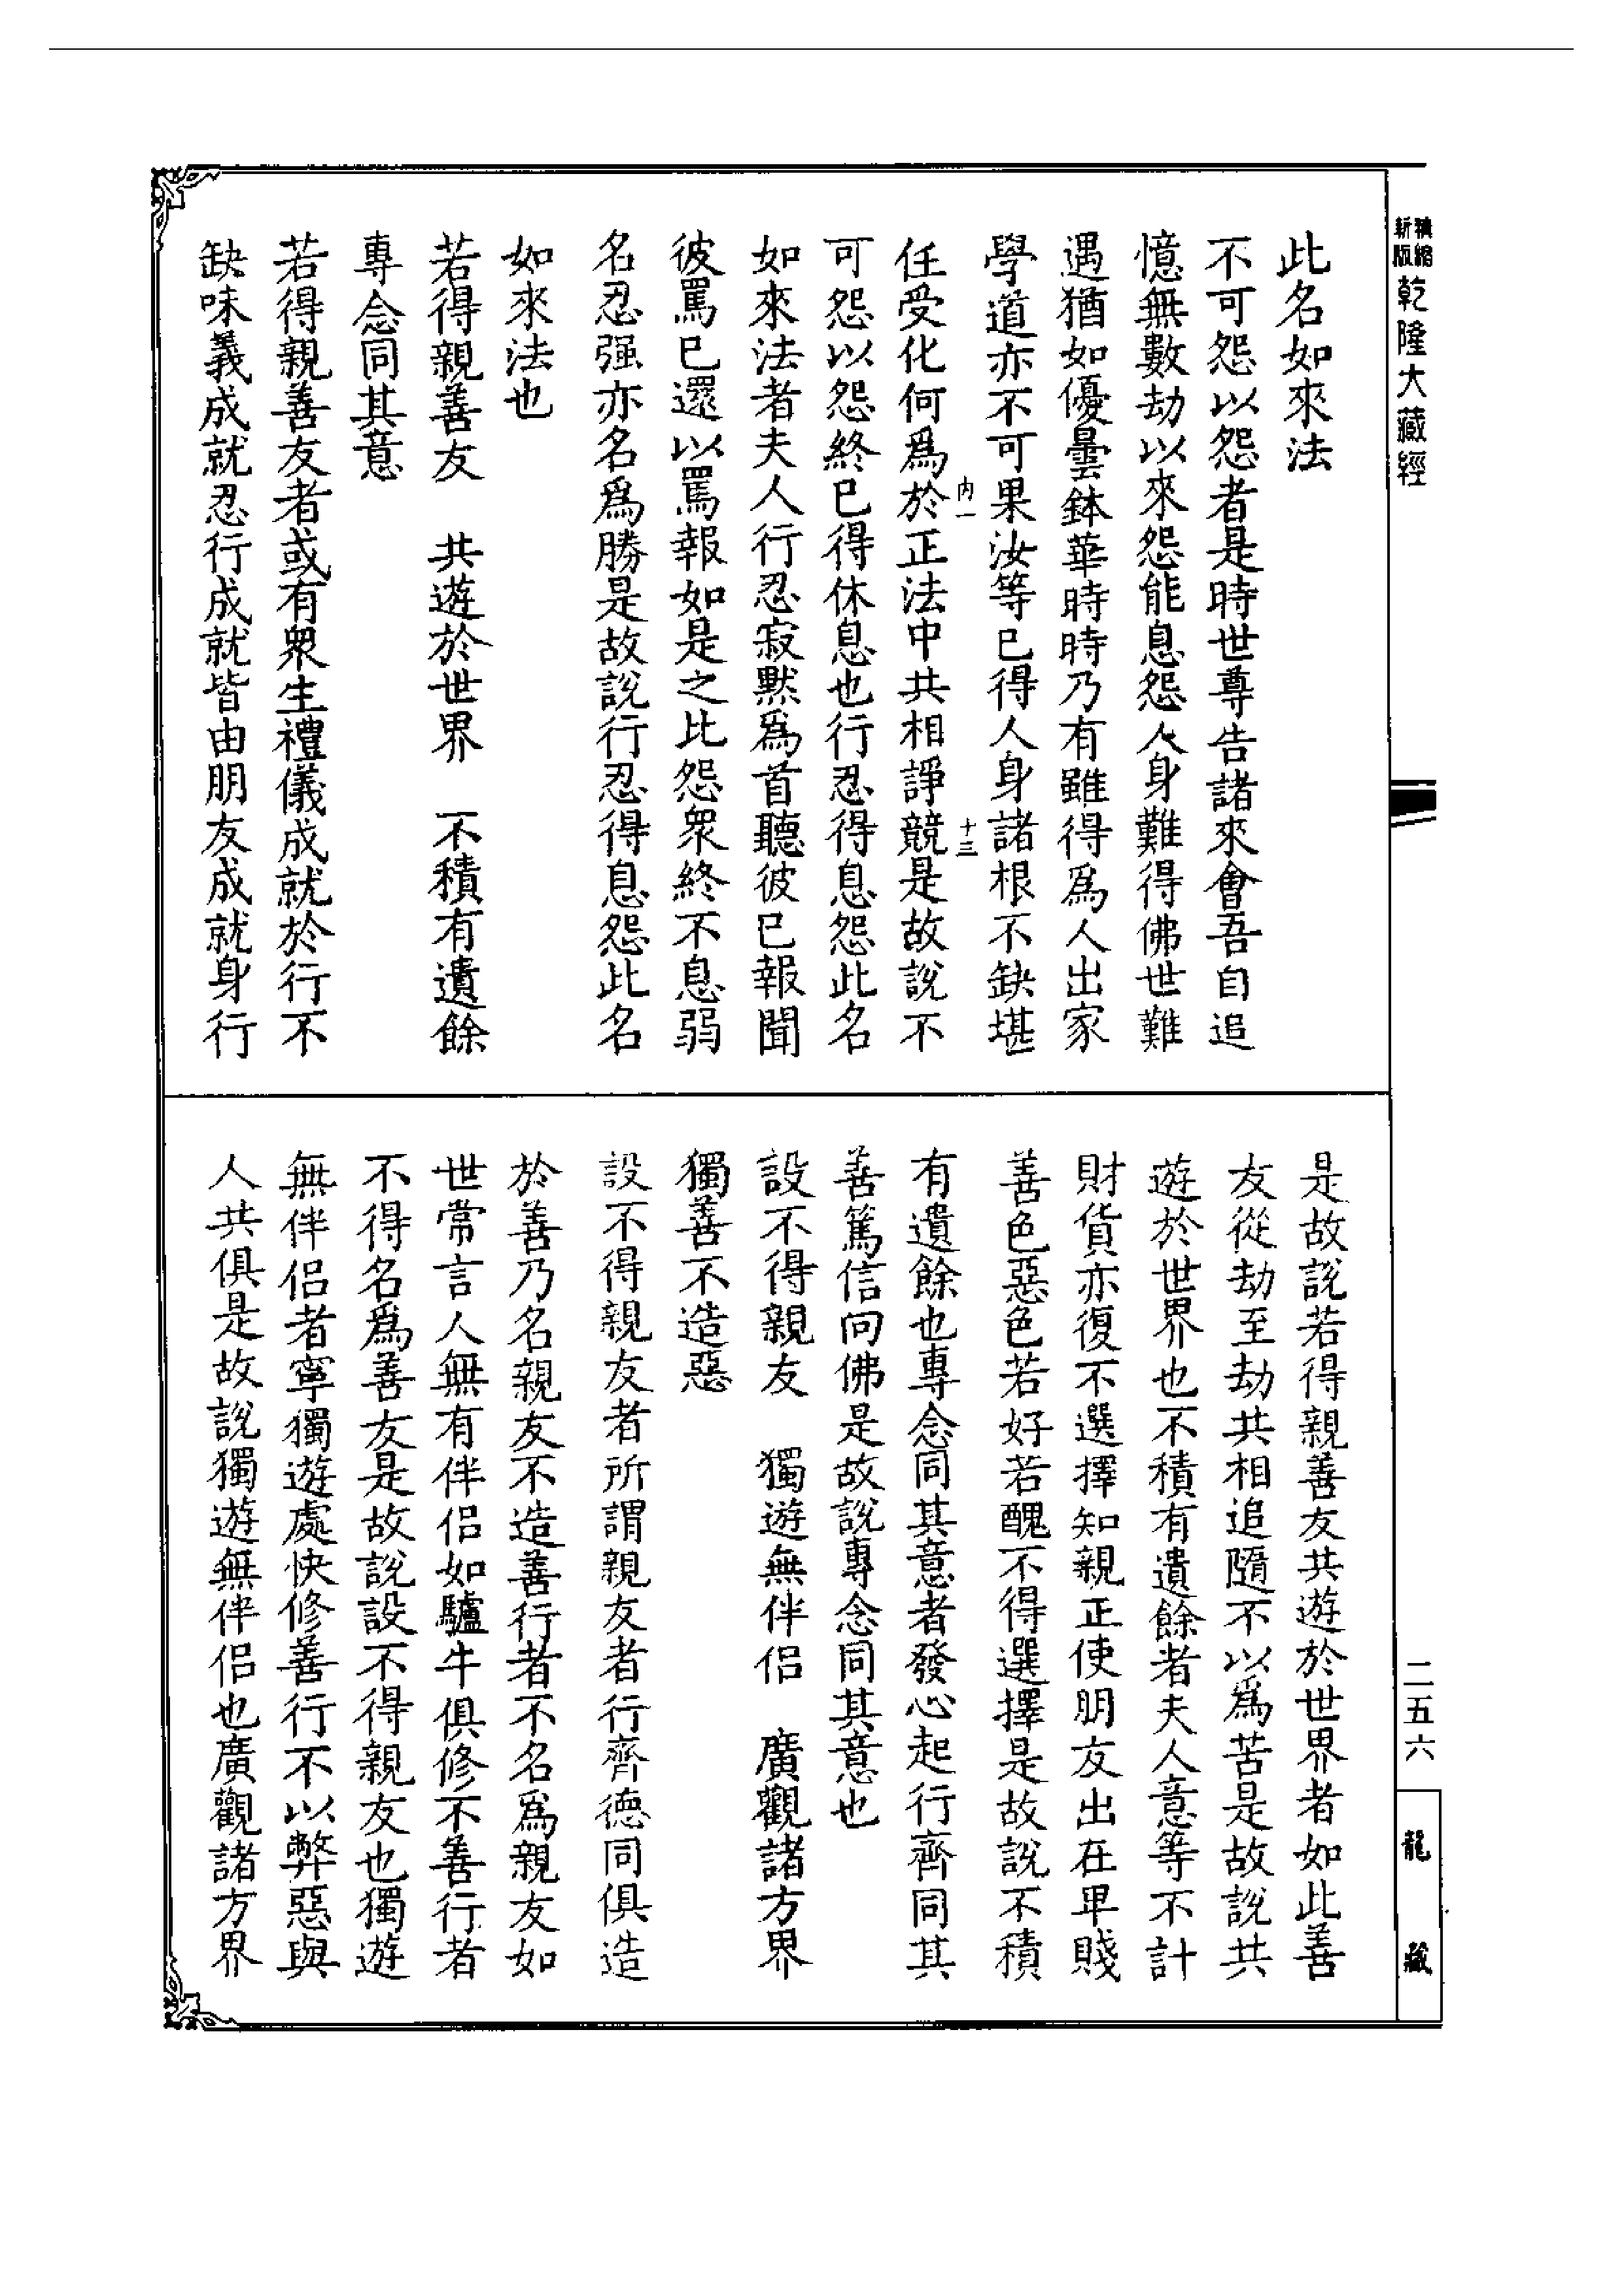 新版
精縮
乾隆大藏經
此名如來法
不可怨以怨者是時世尊告諸來會吾自追
憶無數劫以來怨能息怨人身難得佛世難
遇猶如優曇鉢華時時乃有雖得爲人出家
學道亦不可果汝等已得人身諸根不缺堪
内一
十三
任受化何爲於正法中共相諍競是故說不
可怨以怨終已得休息也行忍得息怨此名
如來法者夫人行忍寂默爲首聽彼已報聞
彼罵已還以罵報如是之比怨衆終不息弱
名忍强亦名爲勝是故說行忍得息怨此名
如來法也
若得親善友　共遊於世界　不積有遺餘
專念同其意
若得親善友者或有衆生禮儀成就於行不
缺味義成就忍行成就皆由朋友成就身行
是故說若得親善友共遊於世界者如此善
友從劫至劫共相追隨不以爲苦是故說共
遊於世界也不積有遺餘者夫人意等不計
財貨亦復不選擇知親正使朋友出在卑賤
善色惡色若好若醜不得選擇是故說不積
有遺餘也專念同其意者發心起行齊同其
善篤信向佛是故說專念同其意也
設不得親友　獨遊無伴侶　廣觀諸方界
獨善不造惡
設不得親友者所謂親友者行齊德同俱造
於善乃名親友不造善行者不名爲親友如
世常言人無有伴侶如驢牛俱修不善行者
不得名爲善友是故說設不得親友也獨遊
無伴侶者寧獨遊處快修善行不以弊惡與
人共俱是故說獨遊無伴侶也廣觀諸方界
二五六
龍藏